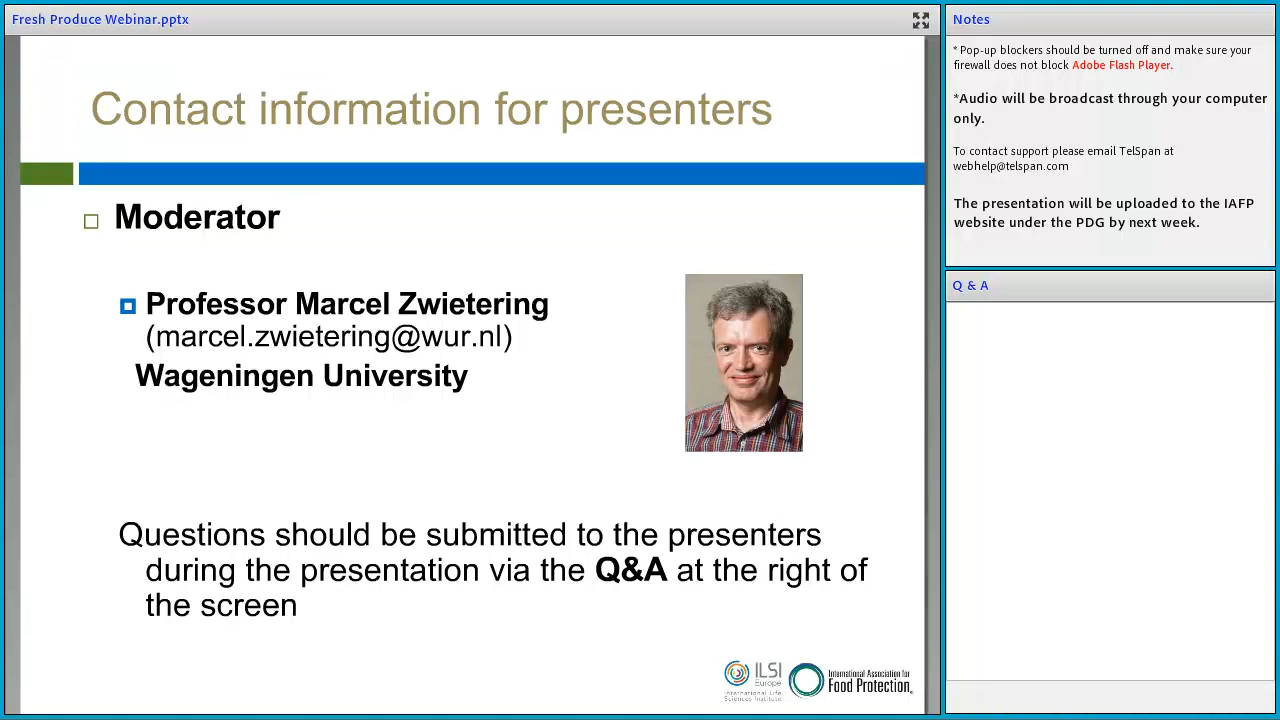 Fresh Produce Webinar.pptx
Contact information for presenters
Moderator
Professor Marcel Zwietering
(marcel.zwietering@wur.nl)
Wageningen University
Questions should be submitted to the presenters
during the presentation via the Q&A at the right of
the screen
ILSI
Europe
International Life
Sciences Institute
International Association for
Food Protection
Notes
* Pop-up blockers should be turned off and make sure your
firewall does not block Adobe Flash Player.
*Audio will be broadcast through your computer
only.
To contact support please email TelSpan at
webhelp@telspan.com
The presentation will be uploaded to the IAFP
website under the PDG by next week.
Q & A